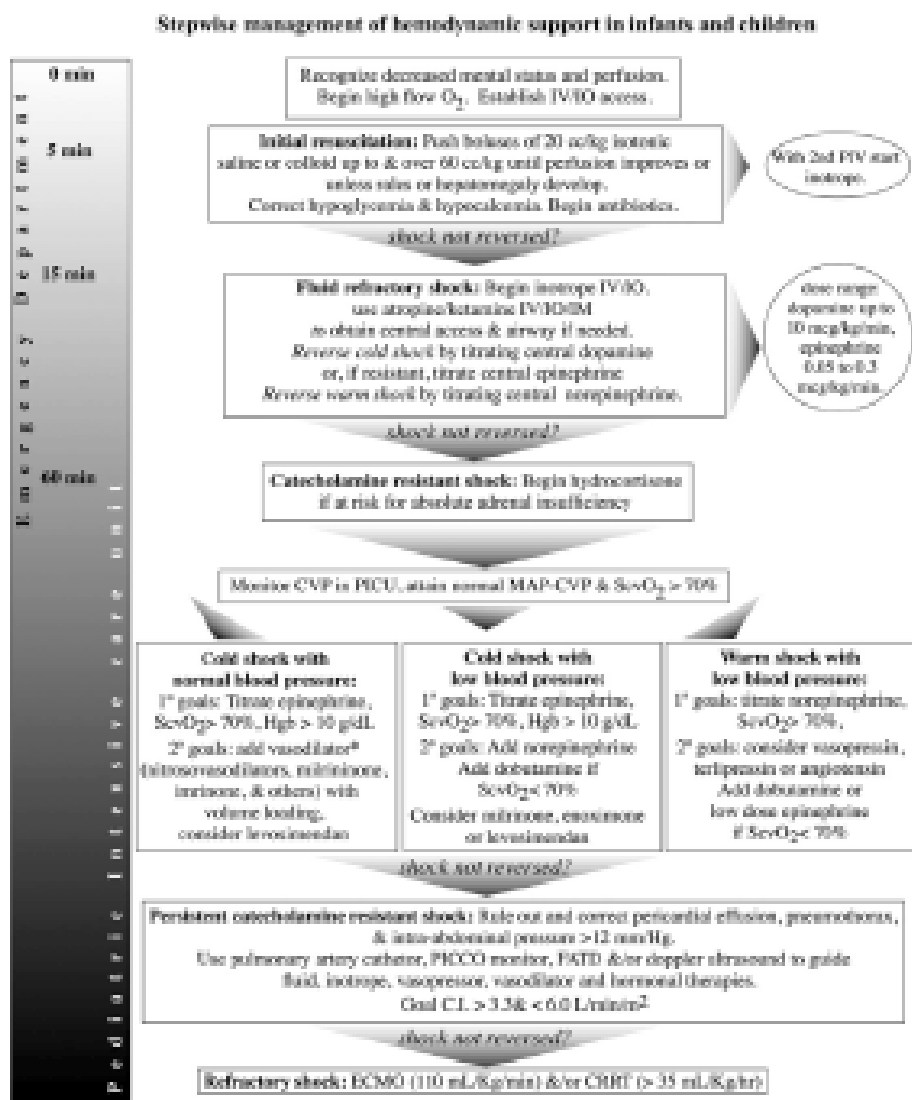 Stepwise management of hemodynamic support in infants and children
0 min
Recognize decreased mental status and perfusion.
Begin high flow O2. Establish IV/IO access.
5 min
Initial resuscitation: Push boluses of 20 cc/kg isotonic
saline or colloid up to & over 60 cc/kg until perfusion improves or
unless rales or hepatomegaly develop.
Correct hypoglycemia & hypocalcemia. Begin antibiotics.
With 2nd PIV start
inotrope.
shock not reversed?
15 min
Fluid refractory shock: Begin inotrope IV/IO.
use atropine/ketamine IV/IO/IM
to obtain central access & airway if needed.
Reverse cold shock by titrating central dopamine
or, if resistant, titrate central epinephrine
Reverse warm shock by titrating central norepinephrine.
dose range:
dopamine up to
10 mcg/kg/min,
epinephrine
0.05 to 0.3
mcg/kg/min.
shock not reversed?
60 min
Catecholamine resistant shock: Begin hydrocortisone
if at risk for absolute adrenal insufficiency
Monitor CVP in PICU, attain normal MAP-CVP & ScvO2 > 70%
Cold shock with
normal blood pressure:
1º goals: Titrate epinephrine,
ScvO2> 70%, Hgb > 10 g/dL
2º goals: add vasodilator*
(nitrosovasodilators, milrininone,
imrinone, & others) with
volume loading,
consider levosimendan
Cold shock with
low blood pressure:
1º goals: Titrate epinephrine,
ScvO2> 70%, Hgb > 10 g/dL
2º goals: Add norepinephrine
Add dobutamine if
ScvO2< 70%
Consider milrinone, enoximone
or levosimendan
Warm shock with
low blood pressure:
1º goals: titrate norepinephrine,
ScvO2> 70%,
2º goals: consider vasopressin,
terlipressin or angiotensin
Add dobutamine or
low dose epinephrine
if ScvO2< 70%
shock not reversed?
Persistent catecholamine resistant shock: Rule out and correct pericardial effusion, pneumothorax,
& intra-abdominal pressure >12 mm/Hg.
Use pulmonary artery catheter, PICCO monitor, FATD &/or doppler ultrasound to guide
fluid, inotrope, vasopressor, vasodilator and hormonal therapies.
Goal C.I. > 3.3& < 6.0 L/min/m2
shock not reversed?
Refractory shock: ECMO (110 mL/Kg/min) &/or CRRT (> 35 mL/Kg/hr)